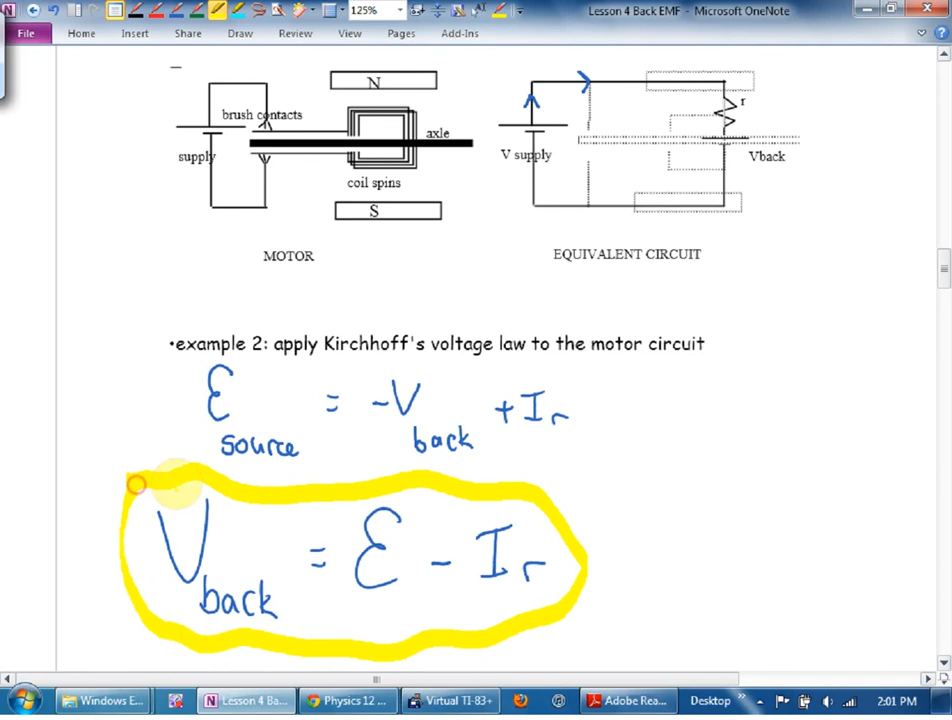 125%
Lesson 4 Back EMF - Microsoft OneNote
File Home Insert Share Draw Review View Pages Add-Ins
N
brush contacts
axle
supply
coil spins
S
MOTOR
r
V supply
Vback
EQUIVALENT CIRCUIT
•example 2: apply Kirchhoff's voltage law to the motor circuit
ℰ source = -V back + Ir
V back = ℰ - Ir
Windows E... Lesson 4 Ba... Physics 12 ... Virtual TI-83+ Adobe Rea... Desktop 2:01 PM